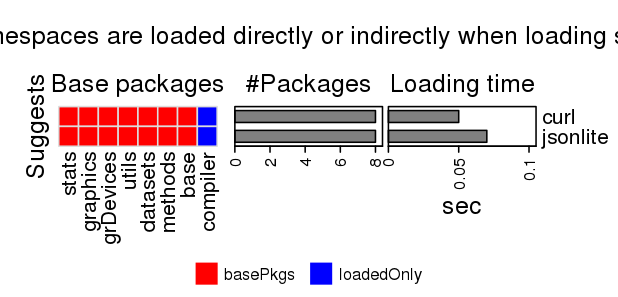 nespaces are loaded directly or indirectly when loading s
Base packages #Packages Loading time
Suggests
curl
jsonlite
stats graphics grDevices utils datasets methods base compiler
0 2 4 6 8
0 0.05 0.1
sec
basePkgs loadedOnly